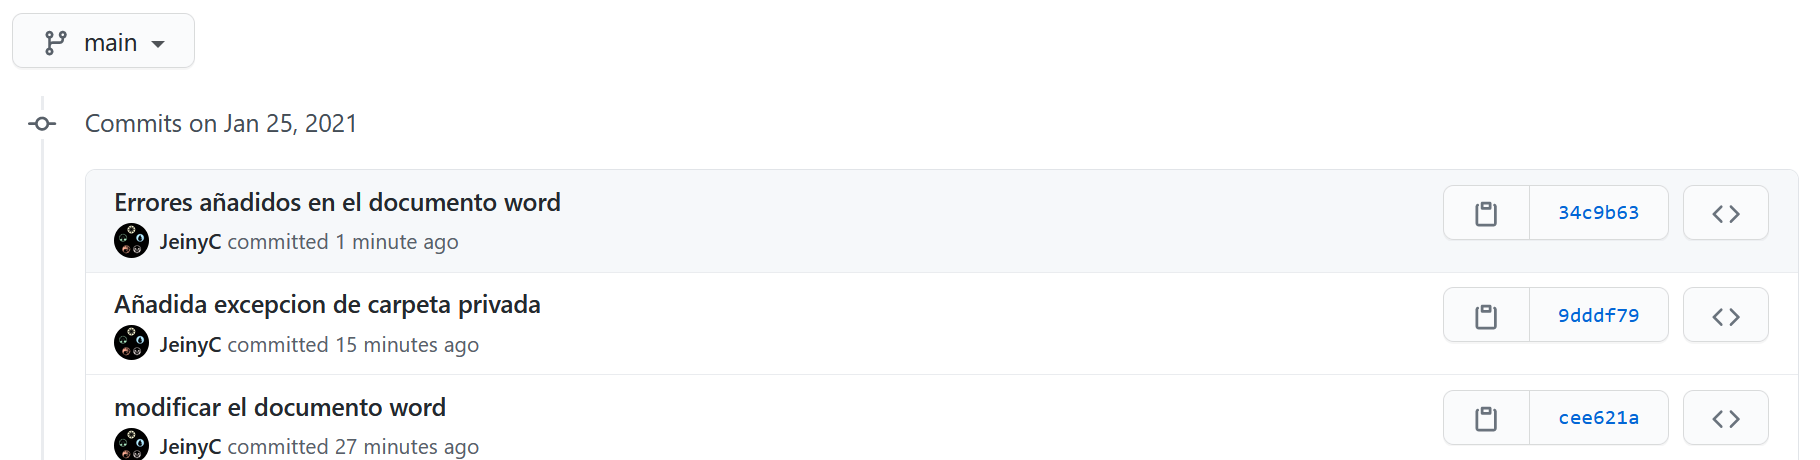 main
Commits on Jan 25, 2021
Errores añadidos en el documento word
JeinyC committed 1 minute ago
34c9b63
Añadida excepcion de carpeta privada
JeinyC committed 15 minutes ago
9dddf79
modificar el documento word
JeinyC committed 27 minutes ago
cee621a